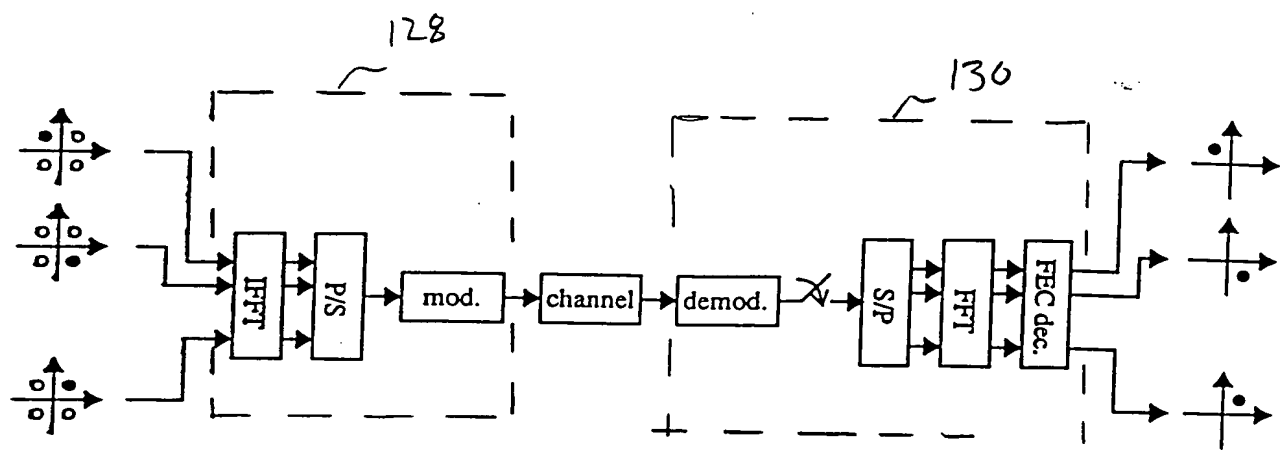 128
130
IFFT
P/S
mod.
channel
demod.
S/P
FFT
FEC dec.